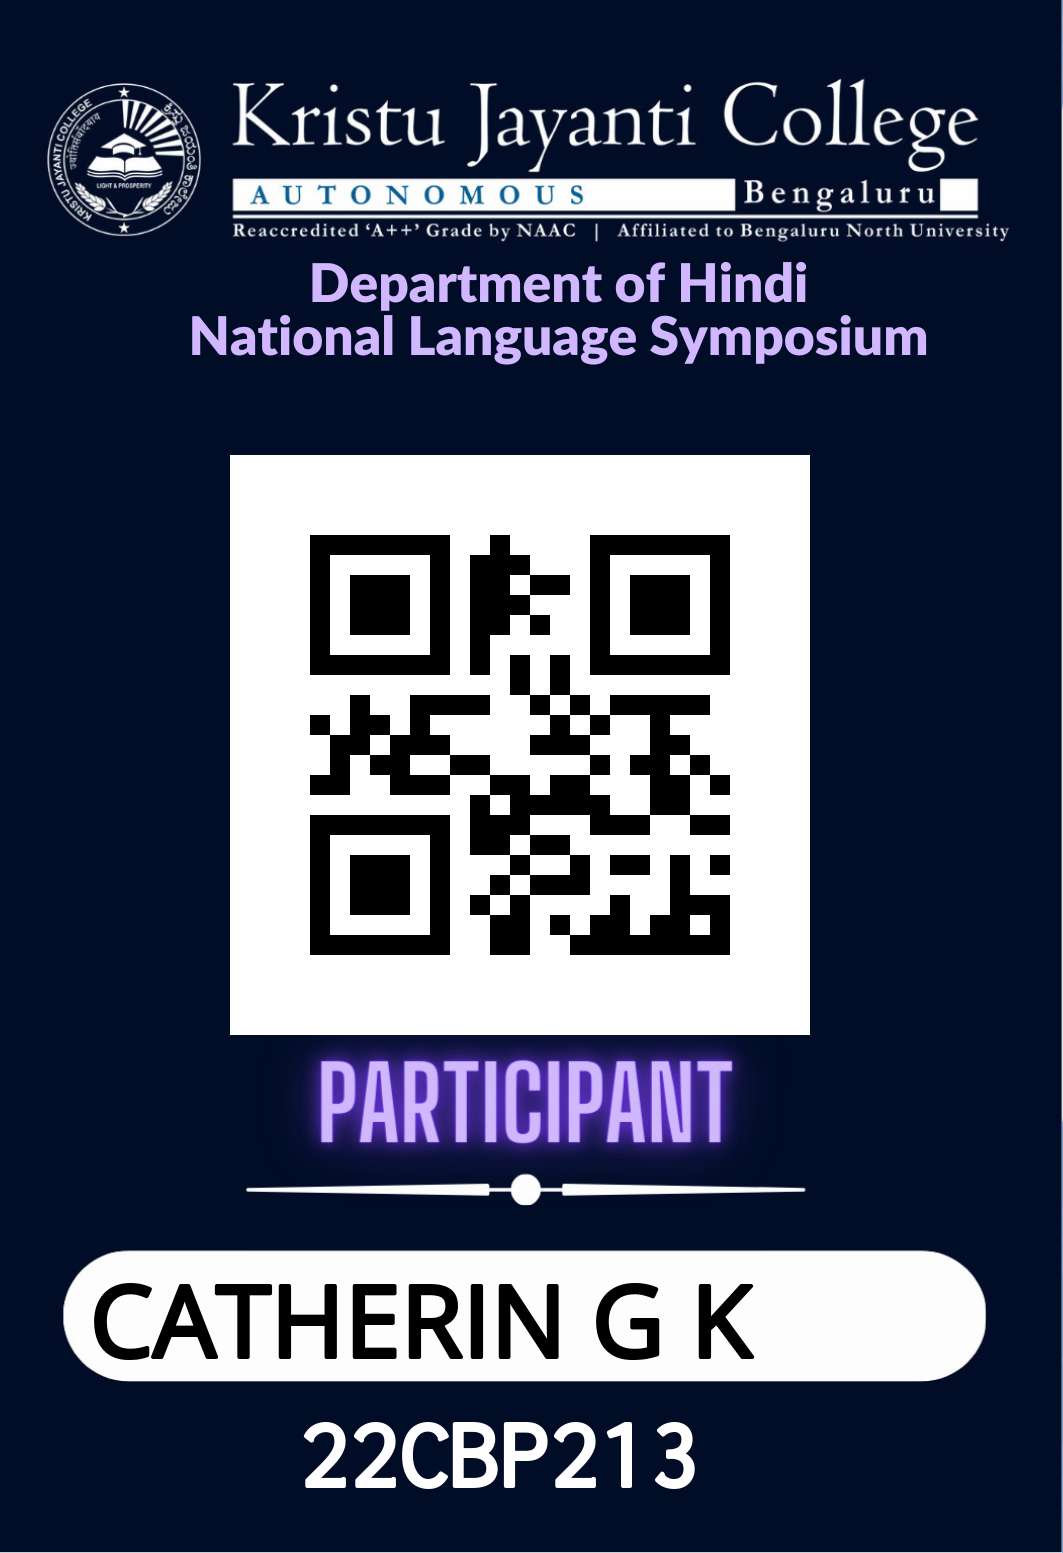 KRISTU JAYANTI COLLEGE
LIGHT & PROSPERITY
Kristu Jayanti College
AUTONOMOUS Bengaluru
Reaccredited ‘A++’ Grade by NAAC | Affiliated to Bengaluru North University
Department of Hindi
National Language Symposium
PARTICIPANT
CATHERIN G K
22CBP213